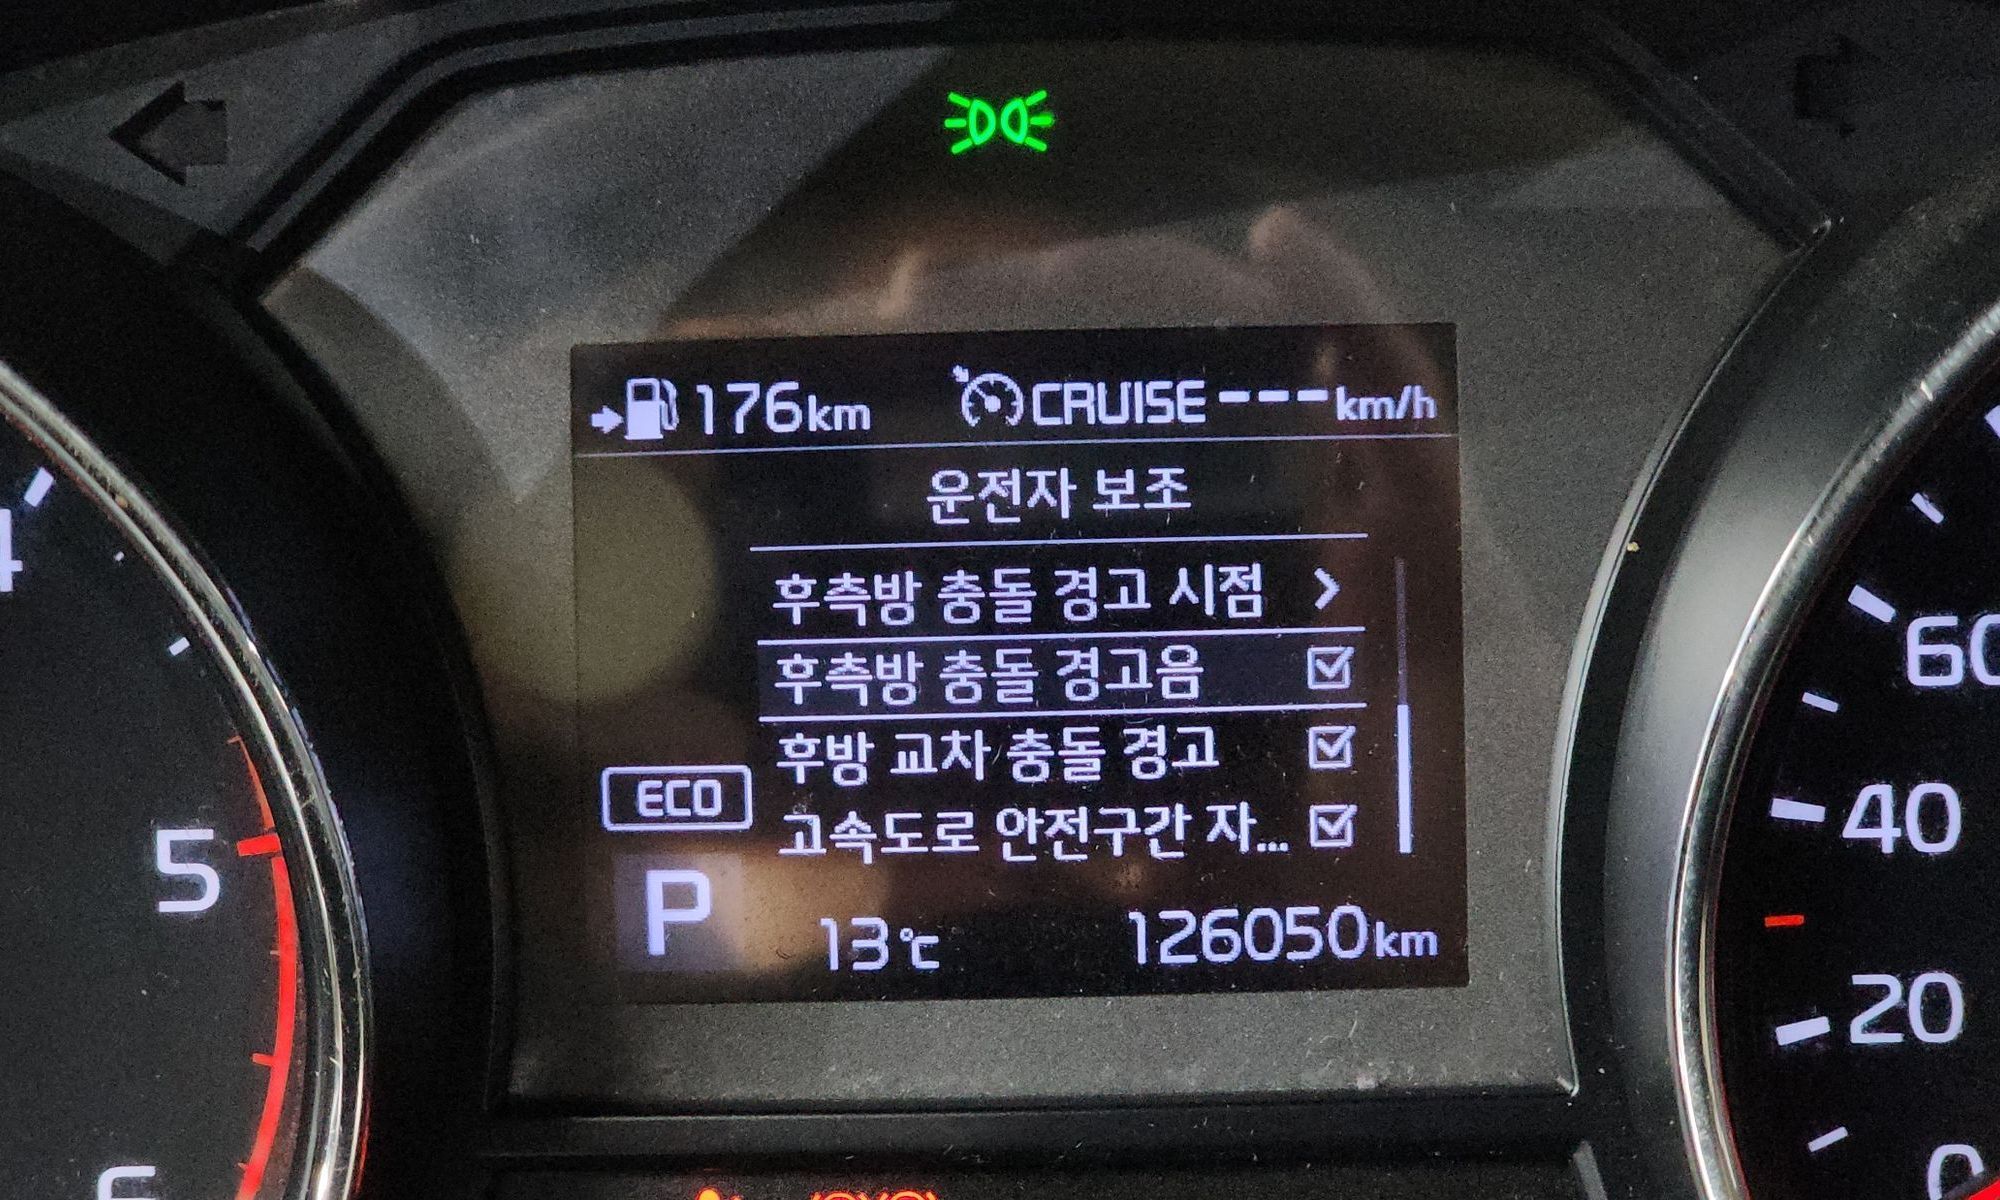 176km CRUISE ---km/h
운전자 보조
후측방 충돌 경고 시점
후측방 충돌 경고음
후방 교차 충돌 경고
고속도로 안전구간 자...
ECO
P
13℃ 126050km
4
5
6
60
40
20
0